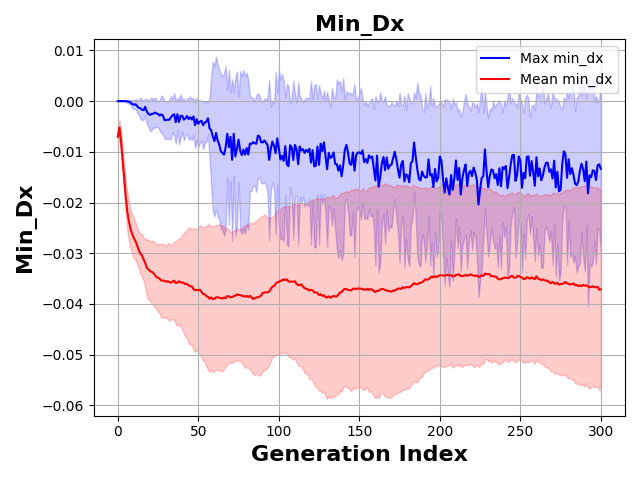 Min_Dx
Max min_dx
Mean min_dx
0.01
0.00
−0.01
−0.02
−0.03
−0.04
−0.05
−0.06
Min_Dx
0 50 100 150 200 250 300
Generation Index